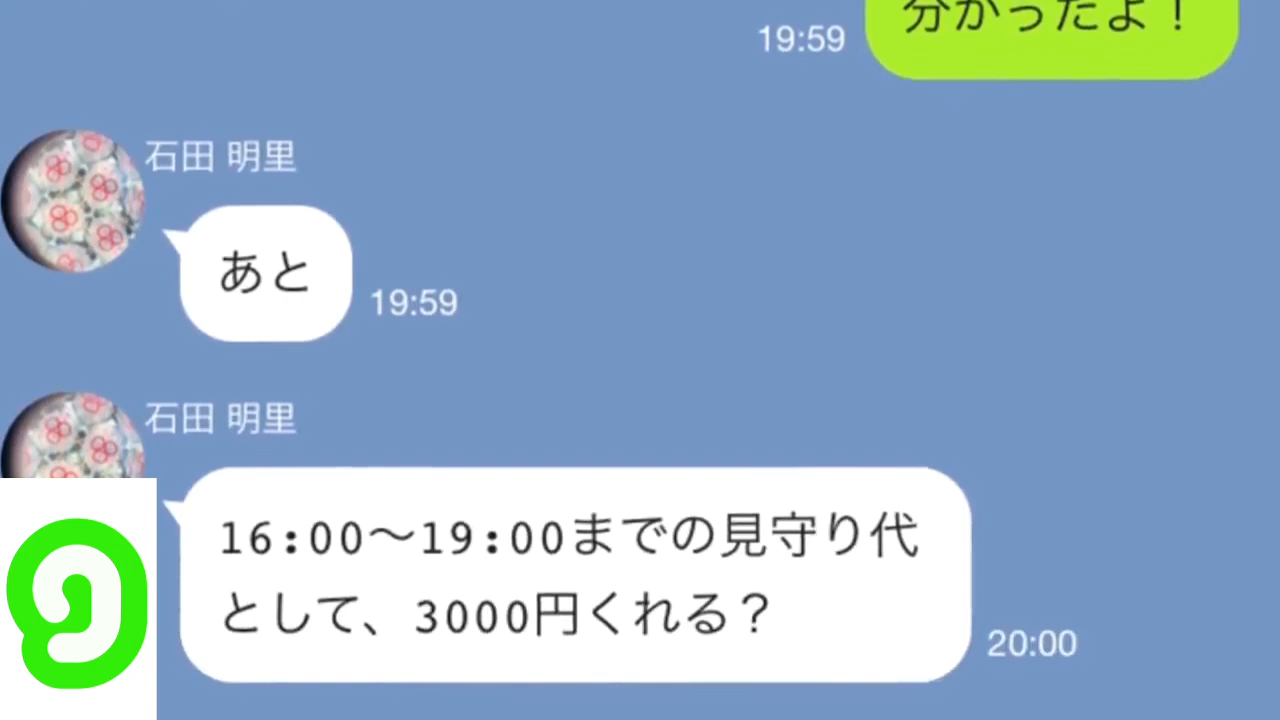 分かったよ！
19:59
石田 明里
あと
19:59
石田 明里
16:00〜19:00までの見守り代
として、3000円くれる？
20:00